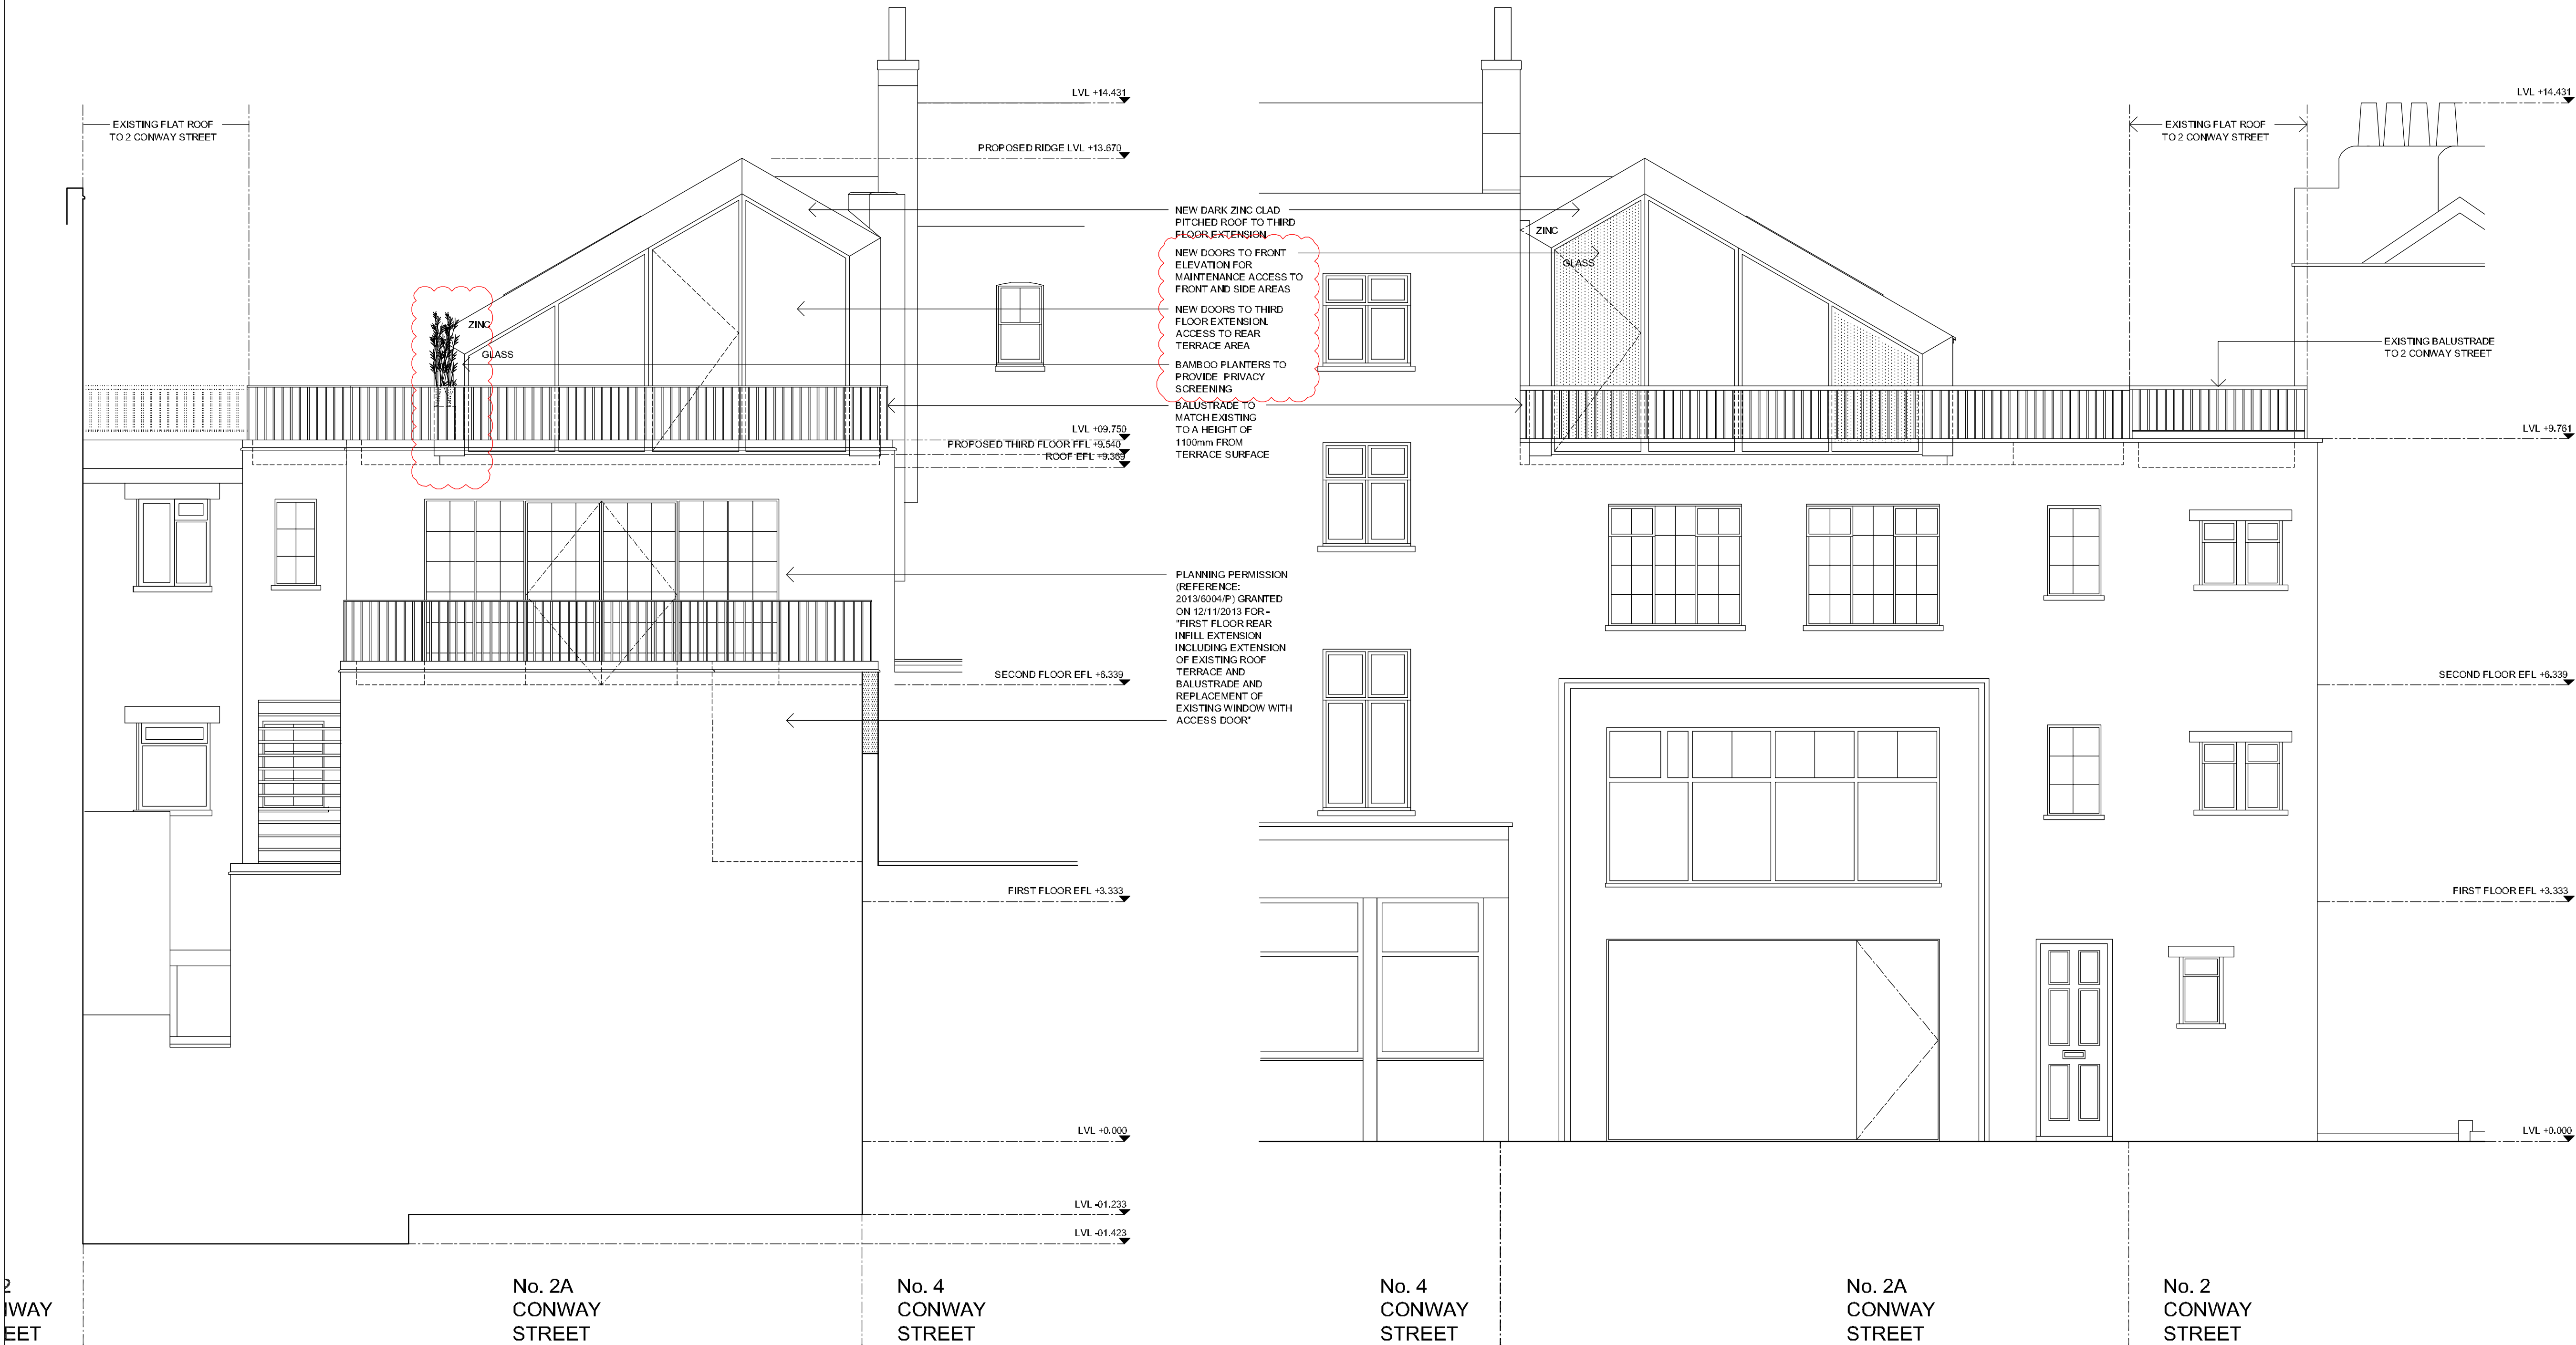 EXISTING FLAT ROOF
TO 2 CONWAY STREET
LVL +14.431
PROPOSED RIDGE LVL +13.670
NEW DARK ZINC CLAD
PITCHED ROOF TO THIRD
FLOOR EXTENSION
NEW DOORS TO FRONT
ELEVATION FOR
MAINTENANCE ACCESS TO
FRONT AND SIDE AREAS
NEW DOORS TO THIRD
FLOOR EXTENSION.
ACCESS TO REAR
TERRACE AREA
BAMBOO PLANTERS TO
PROVIDE PRIVACY
SCREENING
BALUSTRADE TO
MATCH EXISTING
TO A HEIGHT OF
1100mm FROM
TERRACE SURFACE
ZINC
GLASS
LVL +09.750
PROPOSED THIRD FLOOR FFL +9.540
ROOF EFL +9.369
PLANNING PERMISSION
(REFERENCE:
2013/6004/P) GRANTED
ON 12/11/2013 FOR -
"FIRST FLOOR REAR
INFILL EXTENSION
INCLUDING EXTENSION
OF EXISTING ROOF
TERRACE AND
BALUSTRADE AND
REPLACEMENT OF
EXISTING WINDOW WITH
ACCESS DOOR"
SECOND FLOOR EFL +6.339
FIRST FLOOR EFL +3.333
LVL +0.000
LVL -01.233
LVL -01.423
ZINC
GLASS
EXISTING FLAT ROOF
TO 2 CONWAY STREET
LVL +14.431
EXISTING BALUSTRADE
TO 2 CONWAY STREET
LVL +9.761
SECOND FLOOR EFL +6.339
FIRST FLOOR EFL +3.333
LVL +0.000
2
WAY
EET
No. 2A
CONWAY
STREET
No. 4
CONWAY
STREET
No. 4
CONWAY
STREET
No. 2A
CONWAY
STREET
No. 2
CONWAY
STREET